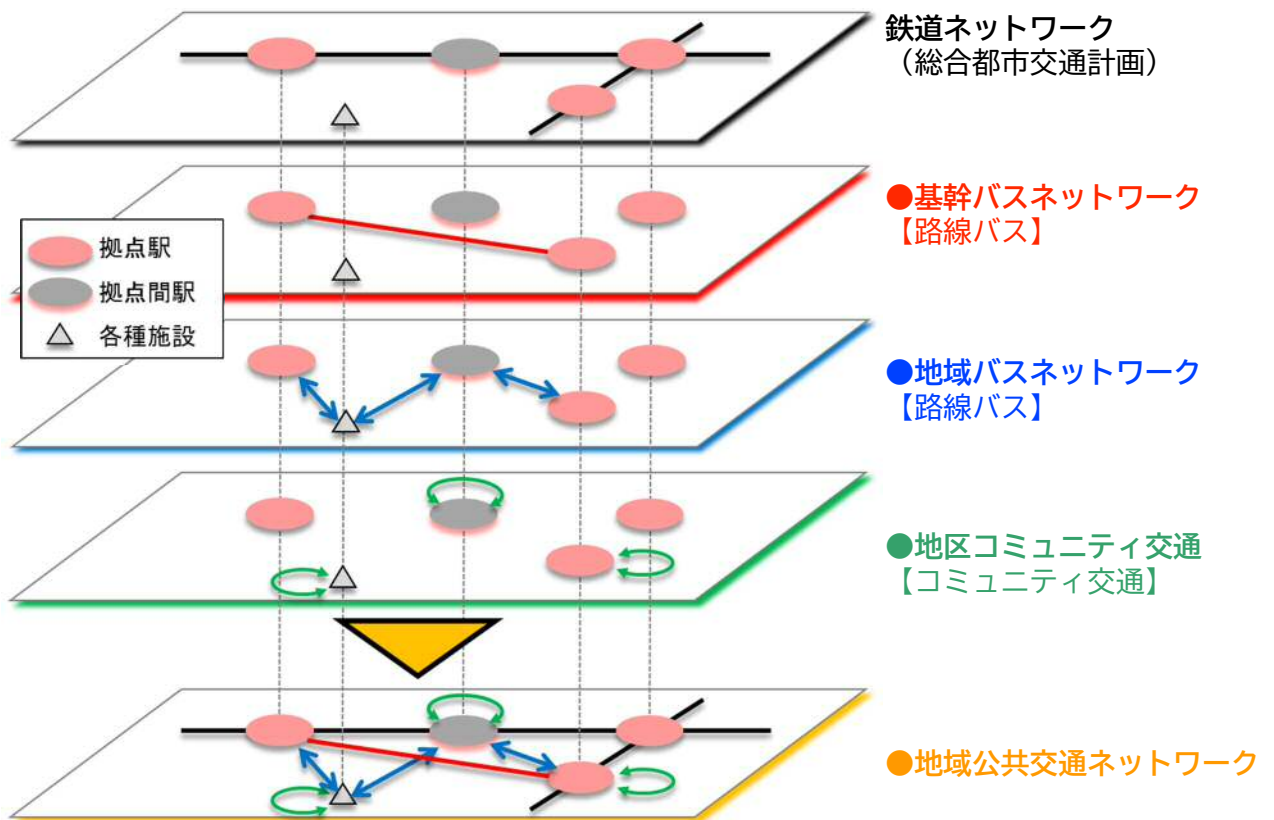 鉄道ネットワーク
（総合都市交通計画）
●基幹バスネットワーク
【路線バス】
拠点駅
拠点間駅
各種施設
●地域バスネットワーク
【路線バス】
●地区コミュニティ交通
【コミュニティ交通】
●地域公共交通ネットワーク